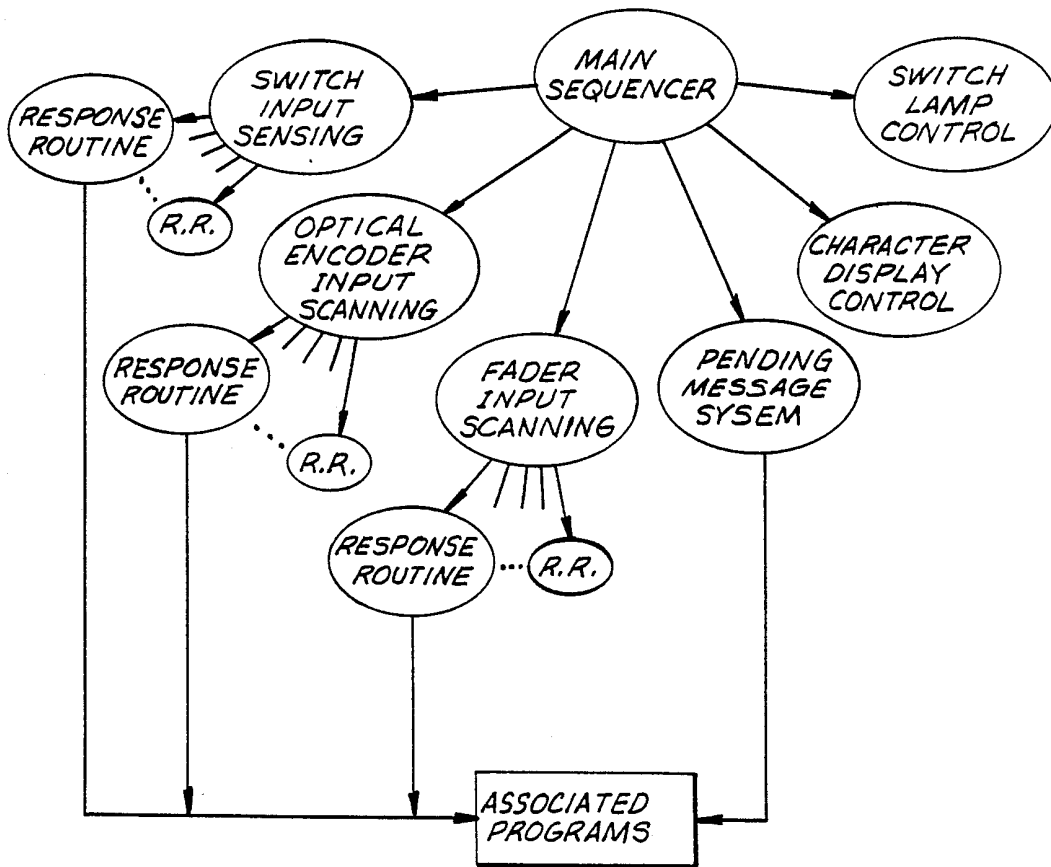 MAIN
SEQUENCER
SWITCH
INPUT
SENSING
SWITCH
LAMP
CONTROL
RESPONSE
ROUTINE
R.R.
OPTICAL
ENCODER
INPUT
SCANNING
CHARACTER
DISPLAY
CONTROL
RESPONSE
ROUTINE
R.R.
FADER
INPUT
SCANNING
PENDING
MESSAGE
SYSEM
RESPONSE
ROUTINE
R.R.
ASSOCIATED
PROGRAMS